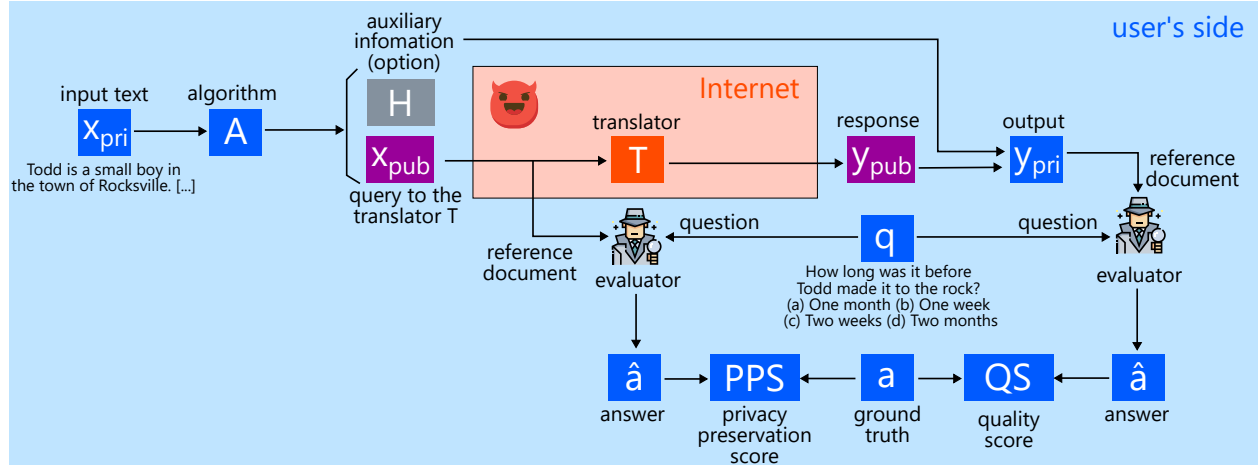 user's side
auxiliary
infomation
(option)
H
Internet
input text
x_pri
algorithm
A
Todd is a small boy in
the town of Rocksville. [...]
x_pub
query to the
translator T
translator
T
response
y_pub
output
y_pri
reference
document
reference
document
evaluator
question
q
question
evaluator
How long was it before
Todd made it to the rock?
(a) One month (b) One week
(c) Two weeks (d) Two months
â
answer
PPS
privacy
preservation
score
a
ground
truth
QS
quality
score
â
answer